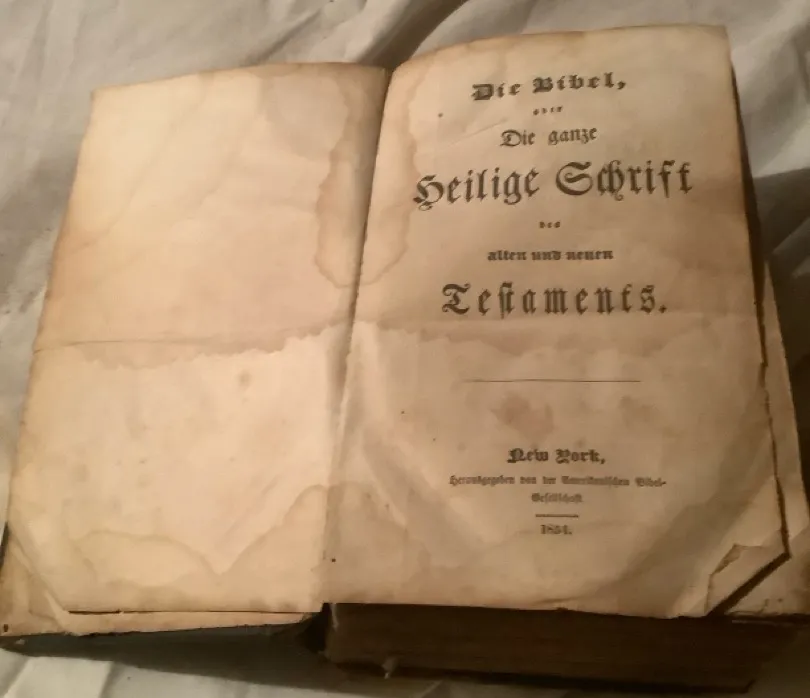 Die Bibel,
oder
Die ganze
Heilige Schrift
des
alten und neuen
Testaments.
New York,
Herausgegeben von der Amerikanischen Bibel-
Gesellschaft
1854.